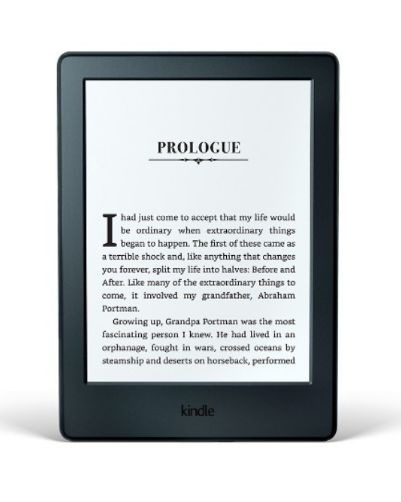 PROLOGUE
I had just come to accept that my life would
be ordinary when extraordinary things
began to happen. The first of these came as
a terrible shock and, like anything that changes
you forever, split my life into halves: Before and
After. Like many of the extraordinary things to
come, it involved my grandfather, Abraham
Portman.
Growing up, Grandpa Portman was the most
fascinating person I knew. He had lived in an
orphanage, fought in wars, crossed oceans by
steamship and deserts on horseback, performed
kindle